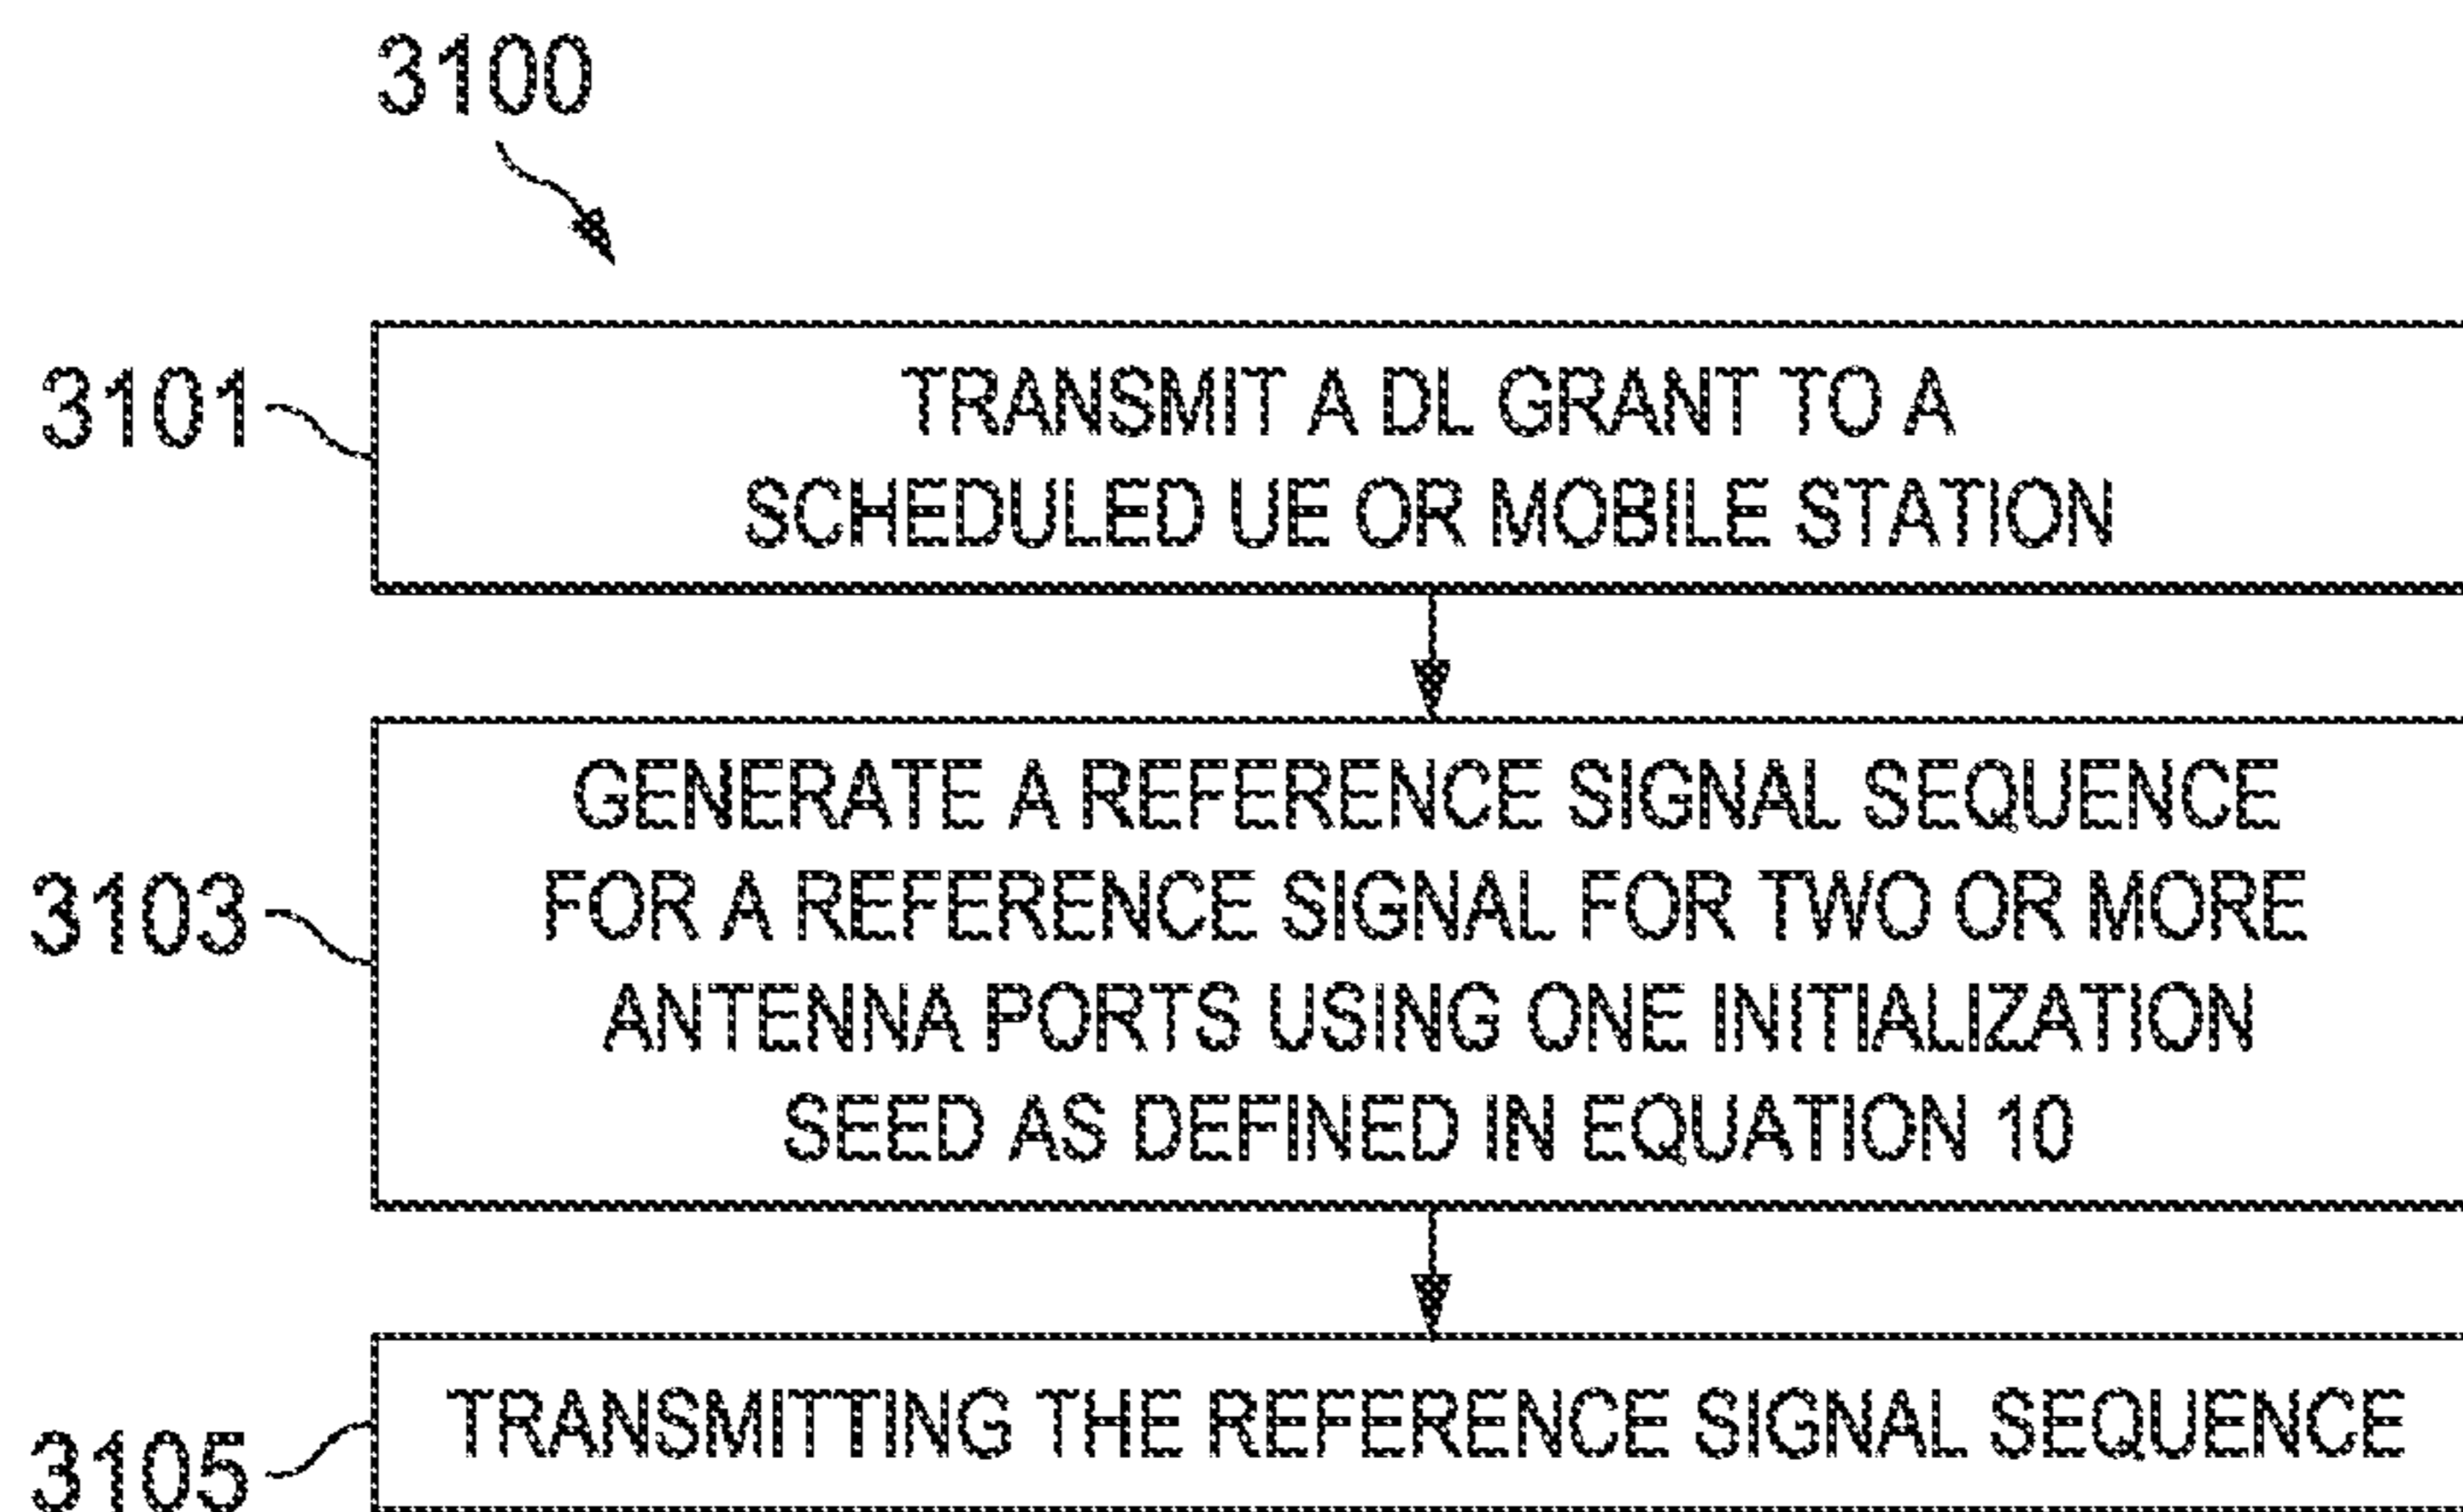 3100
3101
TRANSMIT A DL GRANT TO A
SCHEDULED UE OR MOBILE STATION
3103
GENERATE A REFERENCE SIGNAL SEQUENCE
FOR A REFERENCE SIGNAL FOR TWO OR MORE
ANTENNA PORTS USING ONE INITIALIZATION
SEED AS DEFINED IN EQUATION 10
3105
TRANSMITTING THE REFERENCE SIGNAL SEQUENCE